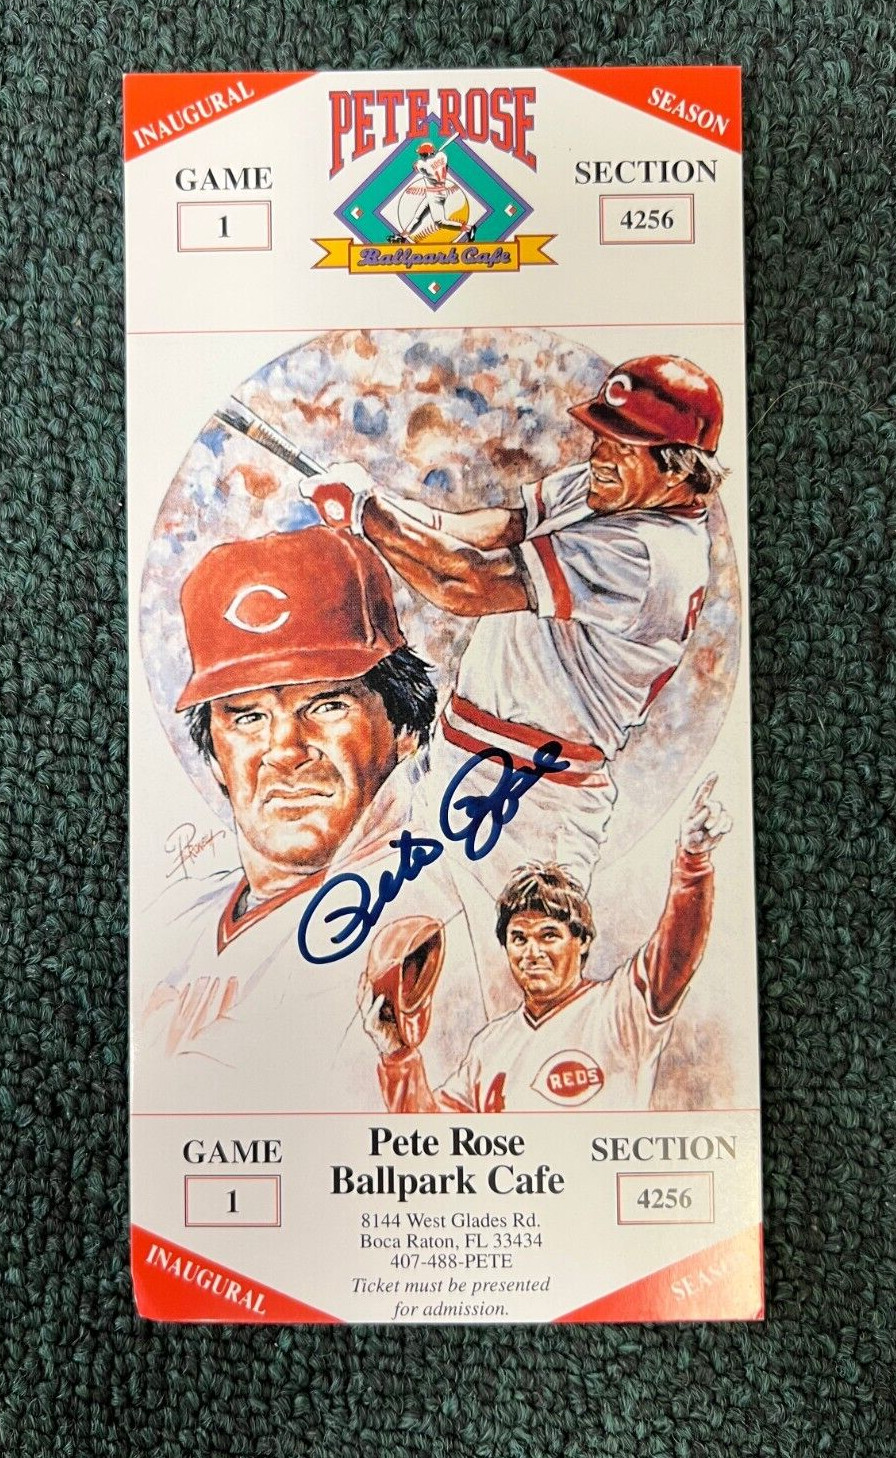 INAUGURAL
SEASON
PETE ROSE
Ballpark Cafe
GAME
1
SECTION
4256
C
C
R
Pete Rose
REDS
14
GAME
1
Pete Rose
Ballpark Cafe
SECTION
4256
8144 West Glades Rd.
Boca Raton, FL 33434
407-488-PETE
Ticket must be presented
for admission.
INAUGURAL
SEASON